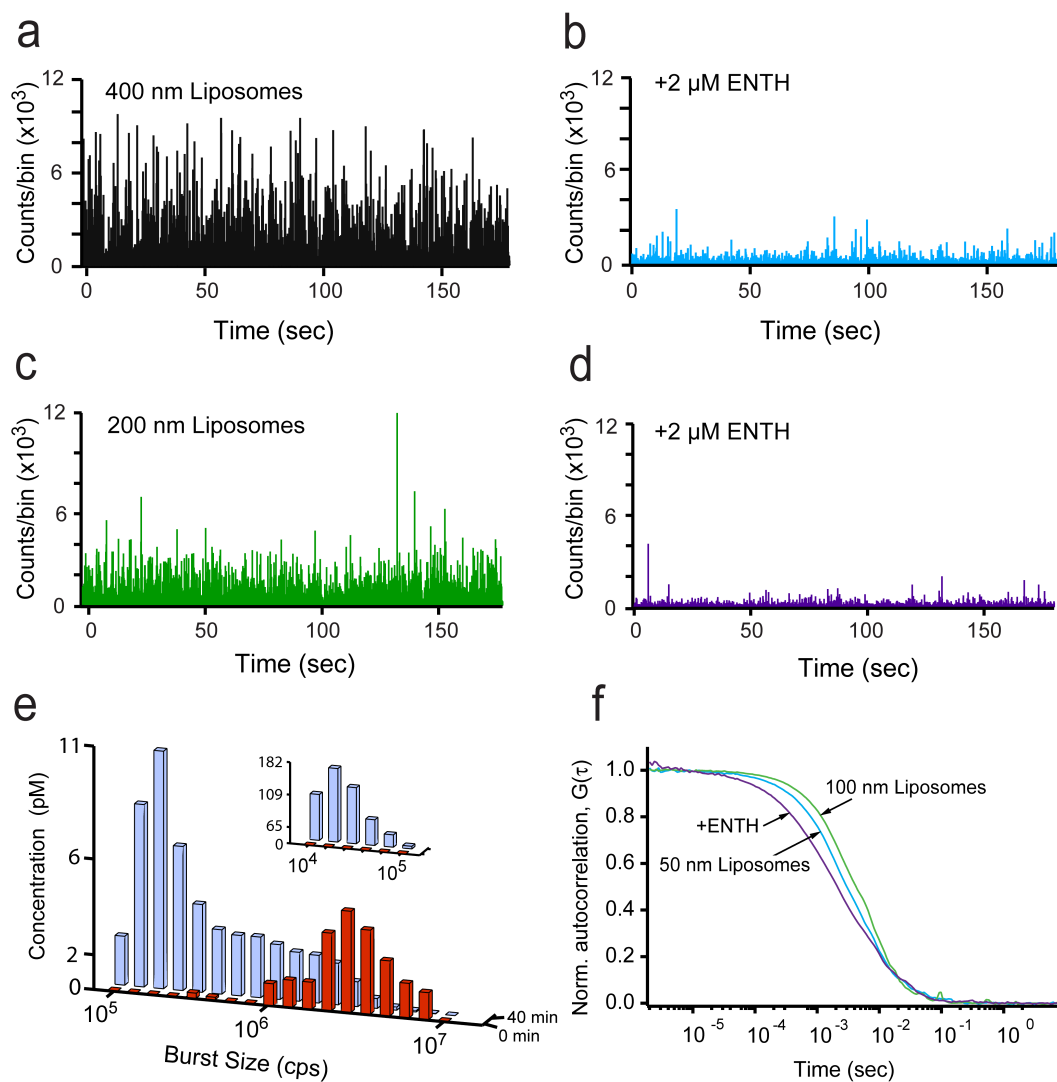 a
400 nm Liposomes
12
6
0
Counts/bin (x10³)
0 50 100 150
Time (sec)
b
+2 µM ENTH
12
6
0
Counts/bin (x10³)
0 50 100 150
Time (sec)
c
200 nm Liposomes
12
6
0
Counts/bin (x10³)
0 50 100 150
Time (sec)
d
+2 µM ENTH
12
6
0
Counts/bin (x10³)
0 50 100 150
Time (sec)
e
11
6
2
0
Concentration (pM)
182
109
65
0
10⁴ 10⁵
10⁵ 10⁶ 10⁷
40 min
0 min
Burst Size (cps)
f
1.0
0.8
0.6
0.4
0.2
0.0
Norm. autocorrelation, G(τ)
100 nm Liposomes
+ENTH
50 nm Liposomes
10⁻⁵ 10⁻⁴ 10⁻³ 10⁻² 10⁻¹ 10⁰
Time (sec)